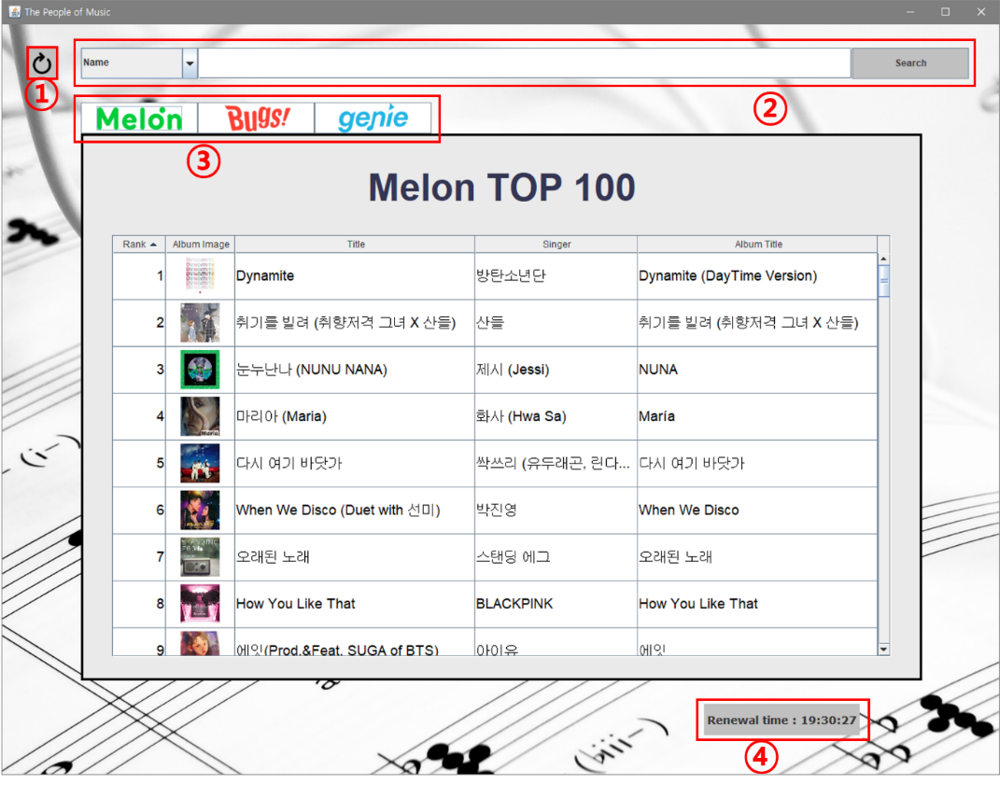 The People of Music
Name
Search
①
②
Melon Bugs! genie
③
Melon TOP 100
Rank Album Image Title Singer Album Title
1 Dynamite 방탄소년단 Dynamite (DayTime Version)
2 취기를 빌려 (취향저격 그녀 X 산들) 산들 취기를 빌려 (취향저격 그녀 X 산들)
3 눈누난나 (NUNU NANA) 제시 (Jessi) NUNA
4 마리아 (Maria) 화사 (Hwa Sa) María
5 다시 여기 바닷가 싹쓰리 (유두래곤, 린다... 다시 여기 바닷가
6 When We Disco (Duet with 선미) 박진영 When We Disco
7 오래된 노래 스탠딩 에그 오래된 노래
8 How You Like That BLACKPINK How You Like That
9 에잇(Prod.&Feat. SUGA of BTS) 아이유 에잇
Renewal time : 19:30:27
④
(i-)
(biii-)